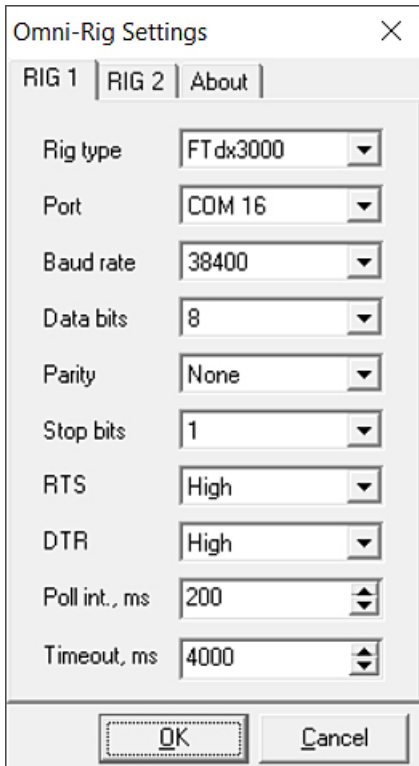 Omni-Rig Settings
RIG 1 RIG 2 About
Rig type FTdx3000
Port COM 16
Baud rate 38400
Data bits 8
Parity None
Stop bits 1
RTS High
DTR High
Poll int., ms 200
Timeout, ms 4000
OK Cancel